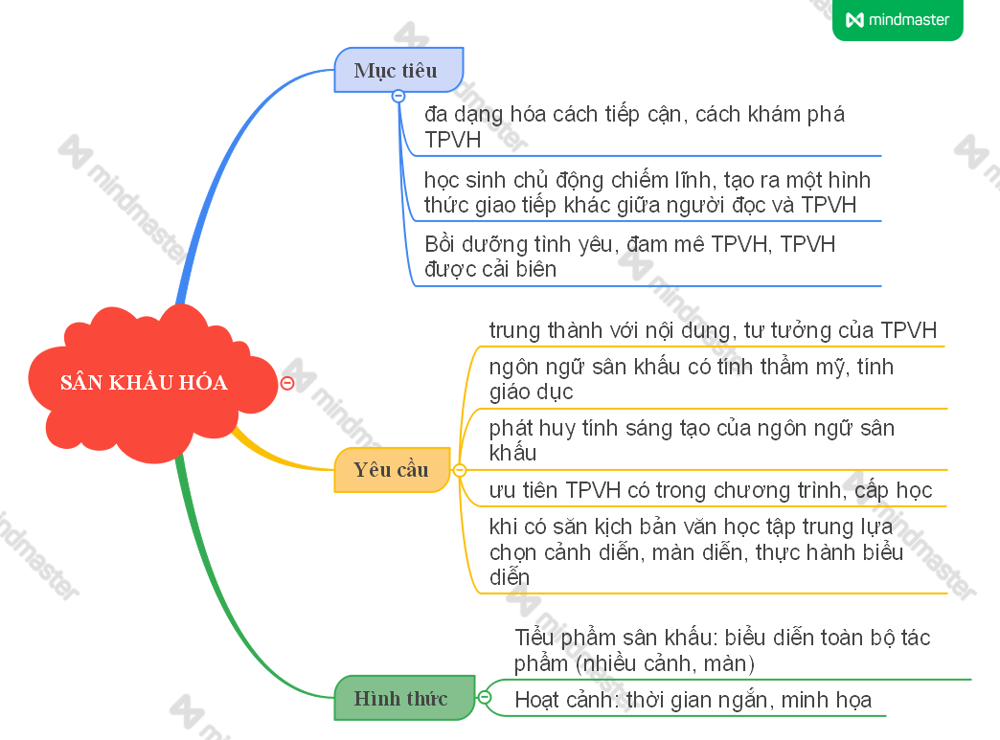 mindmaster
Mục tiêu
đa dạng hóa cách tiếp cận, cách khám phá
TPVH
học sinh chủ động chiếm lĩnh, tạo ra một hình
thức giao tiếp khác giữa người đọc và TPVH
Bồi dưỡng tình yêu, đam mê TPVH, TPVH
được cải biên
SÂN KHẤU HÓA
trung thành với nội dung, tư tưởng của TPVH
ngôn ngữ sân khấu có tính thẩm mỹ, tính
giáo dục
phát huy tính sáng tạo của ngôn ngữ sân
khấu
Yêu cầu
ưu tiên TPVH có trong chương trình, cấp học
khi có săn kịch bản văn học tập trung lựa
chọn cảnh diễn, màn diễn, thực hành biểu
diễn
Tiểu phẩm sân khấu: biểu diễn toàn bộ tác
phẩm (nhiều cảnh, màn)
Hình thức
Hoạt cảnh: thời gian ngắn, minh họa
mindmaster
mindmaster
mindmaster
mindmaster
mindmaster
mindmaster